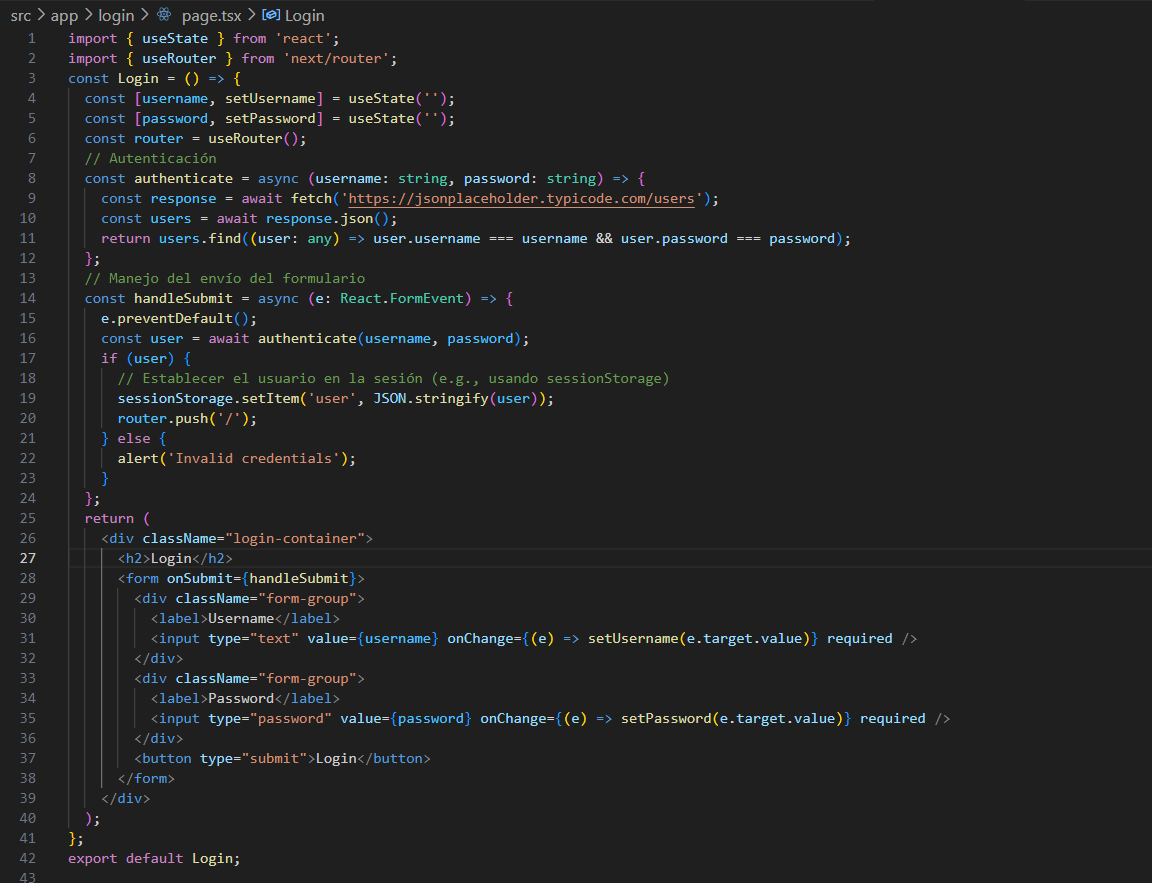 src > app > login > page.tsx > Login
1 import { useState } from 'react';
2 import { useRouter } from 'next/router';
3 const Login = () => {
4   const [username, setUsername] = useState('');
5   const [password, setPassword] = useState('');
6   const router = useRouter();
7   // Autenticación
8   const authenticate = async (username: string, password: string) => {
9     const response = await fetch('https://jsonplaceholder.typicode.com/users');
10     const users = await response.json();
11     return users.find((user: any) => user.username === username && user.password === password);
12   };
13   // Manejo del envío del formulario
14   const handleSubmit = async (e: React.FormEvent) => {
15     e.preventDefault();
16     const user = await authenticate(username, password);
17     if (user) {
18       // Establecer el usuario en la sesión (e.g., usando sessionStorage)
19       sessionStorage.setItem('user', JSON.stringify(user));
20       router.push('/');
21     } else {
22       alert('Invalid credentials');
23     }
24   };
25   return (
26     <div className="login-container">
27       <h2>Login</h2>
28       <form onSubmit={handleSubmit}>
29         <div className="form-group">
30           <label>Username</label>
31           <input type="text" value={username} onChange={(e) => setUsername(e.target.value)} required />
32         </div>
33         <div className="form-group">
34           <label>Password</label>
35           <input type="password" value={password} onChange={(e) => setPassword(e.target.value)} required />
36         </div>
37         <button type="submit">Login</button>
38       </form>
39     </div>
40   );
41 };
42 export default Login;
43